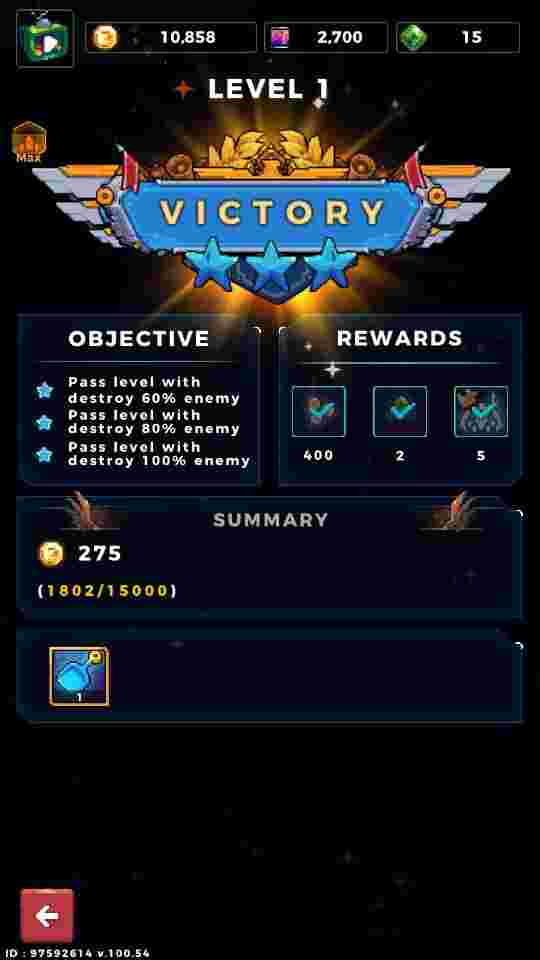 10,858 2,700 15
LEVEL 1
Max
VICTORY
OBJECTIVE
Pass level with
destroy 60% enemy
Pass level with
destroy 80% enemy
Pass level with
destroy 100% enemy
REWARDS
400 2 5
SUMMARY
275
(1802/15000)
1
ID : 97592614 v.100.54